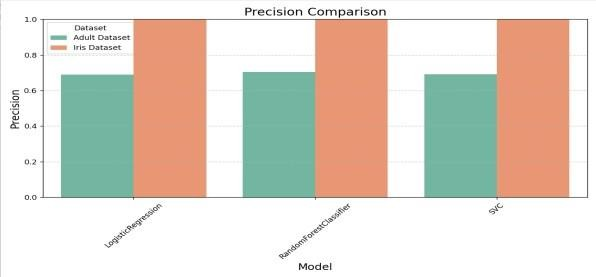 Precision Comparison
Dataset
Adult Dataset
Iris Dataset
Precision
1.0
0.8
0.6
0.4
0.2
0.0
LogisticRegression
RandomForestClassifier
SVC
Model